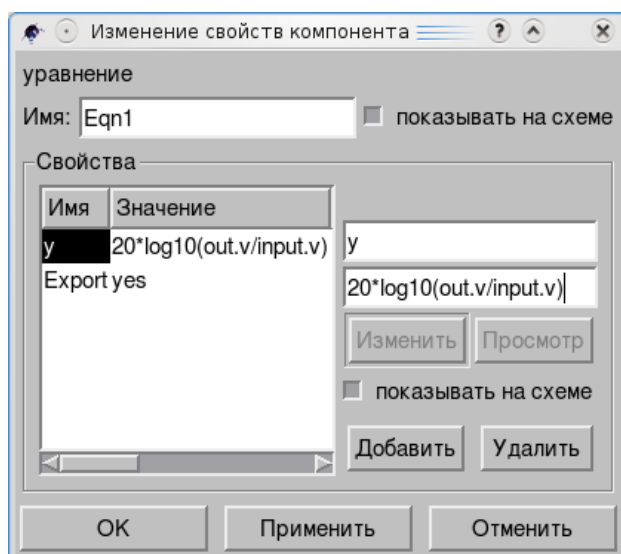 Изменение свойств компонента
уравнение
Имя: Eqn1 показывать на схеме
Свойства
Имя Значение
y 20*log10(out.v/input.v)
Export yes
y
20*log10(out.v/input.v)
Изменить Просмотр
показывать на схеме
Добавить Удалить
OK Применить Отменить